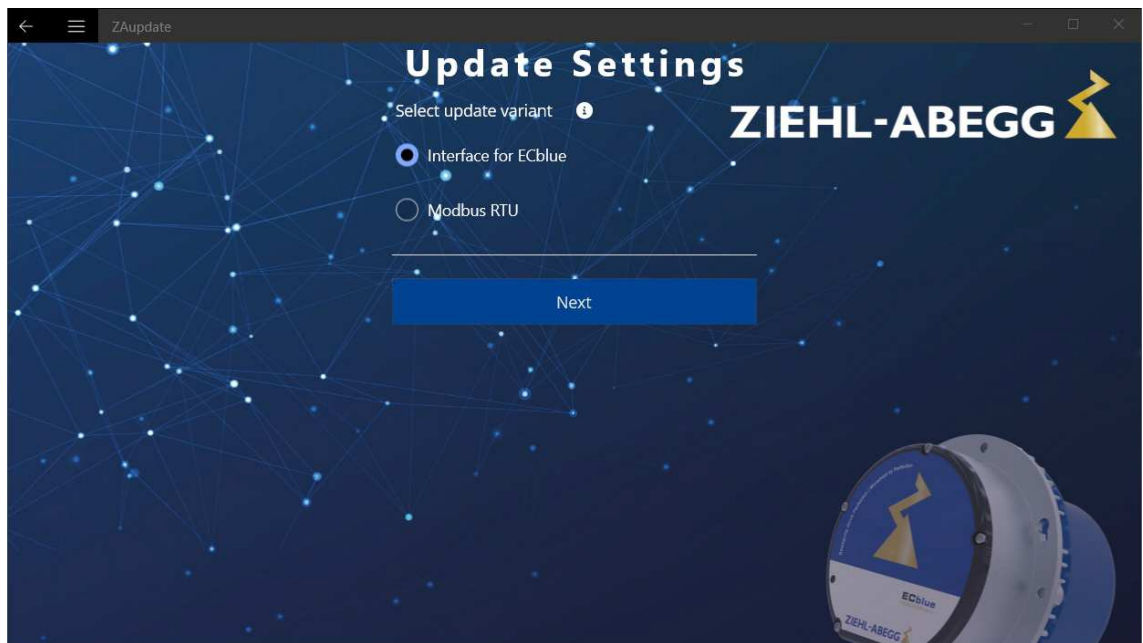 ZAupdate
Update Settings
Select update variant
ZIEHL-ABEGG
Interface for ECblue
Modbus RTU
Next
ECblue
ZIEHL-ABEGG